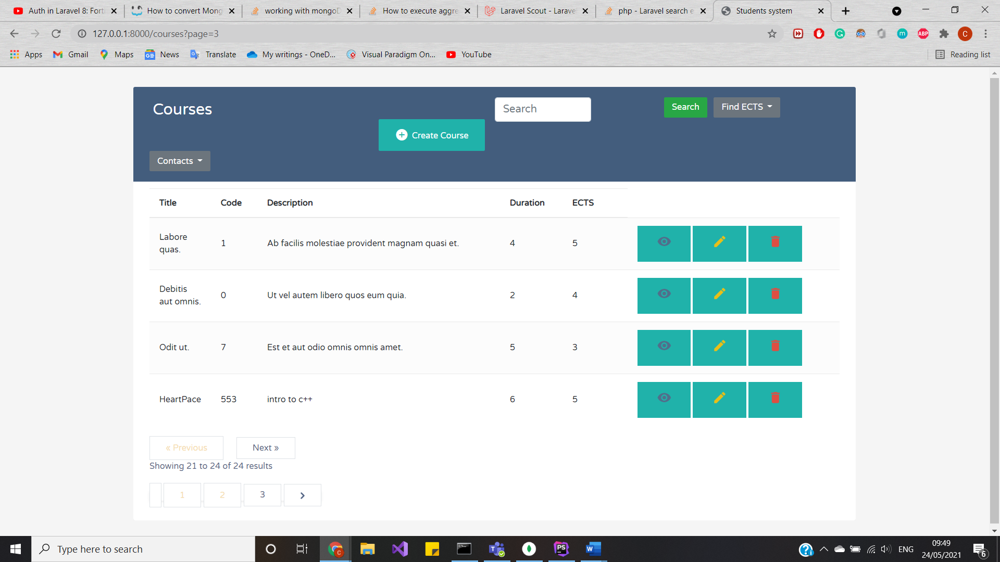 Auth in Laravel 8: Forti
How to convert Mong
working with mongoD
How to execute aggre
Laravel Scout - Larave
php - Laravel search e
Students system
127.0.0.1:8000/courses?page=3
ABP
C
Apps
Gmail
Maps
News
Translate
My writings - OneD...
Visual Paradigm On...
YouTube
Reading list
Courses
Search
Search
Find ECTS
Create Course
Contacts
Title Code Description Duration ECTS
Labore
quas.
1 Ab facilis molestiae provident magnam quasi et. 4 5
Debitis
aut omnis.
0 Ut vel autem libero quos eum quia. 2 4
Odit ut. 7 Est et aut odio omnis omnis amet. 5 3
HeartPace 553 intro to c++ 6 5
« Previous
Next »
Showing 21 to 24 of 24 results
1 2 3
Type here to search
ENG
09:49
24/05/2021
6